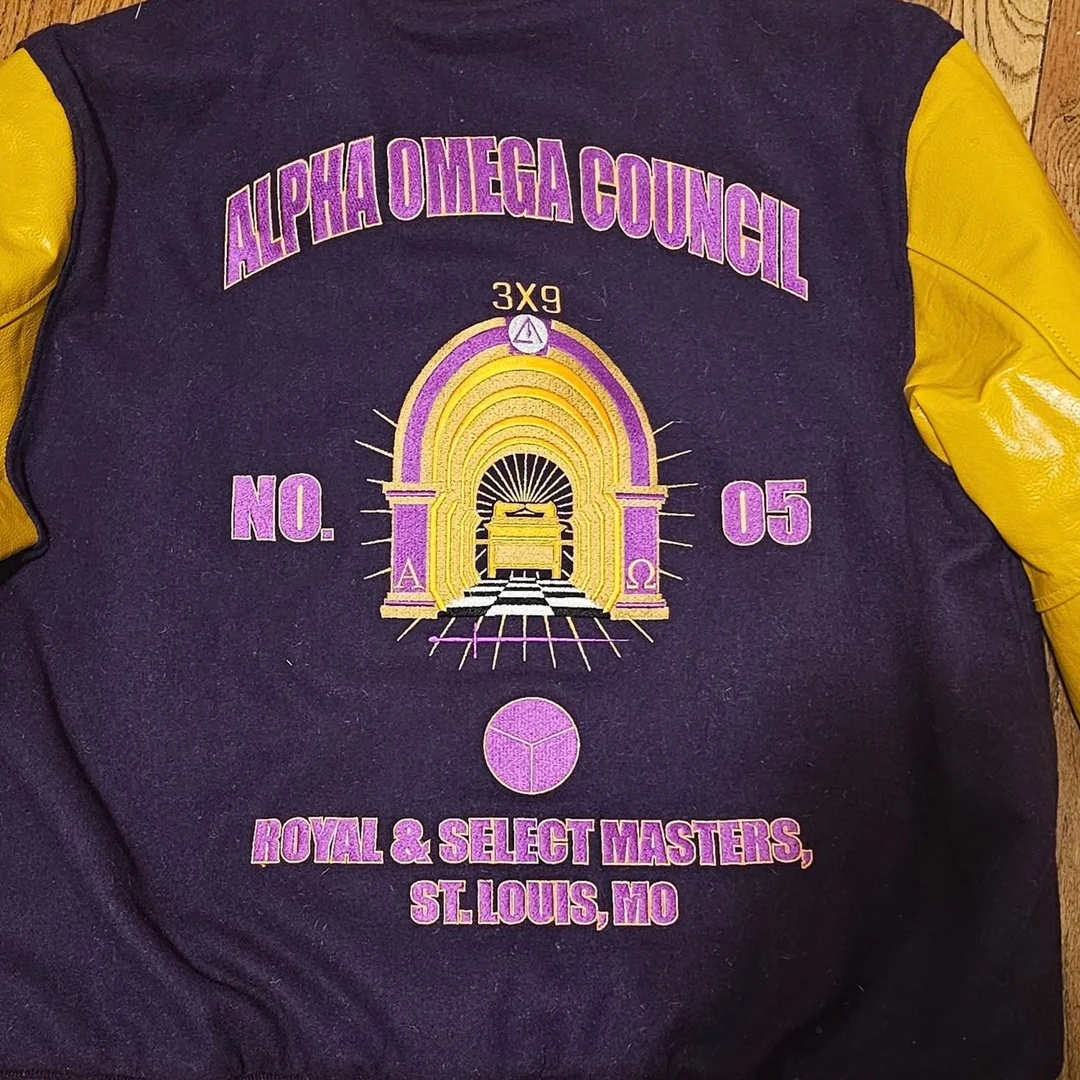 ALPHA OMEGA COUNCIL
3X9
NO. 05
Α Ω
ROYAL & SELECT MASTERS,
ST. LOUIS, MO